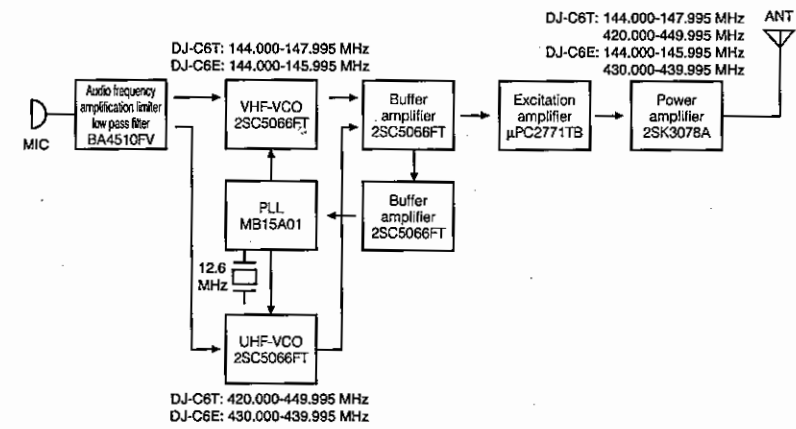 DJ-C6T: 144.000-147.995 MHz
420.000-449.995 MHz
DJ-C6E: 144.000-145.995 MHz
430.000-439.995 MHz
ANT
DJ-C6T: 144.000-147.995 MHz
DJ-C6E: 144.000-145.995 MHz
MIC
Audio frequency
amplification limiter
low pass filter
BA4510FV
VHF-VCO
2SC5066FT
Buffer
amplifier
2SC5066FT
Excitation
amplifier
μPC2771TB
Power
amplifier
2SK3078A
PLL
MB15A01
Buffer
amplifier
2SC5066FT
12.6
MHz
UHF-VCO
2SC5066FT
DJ-C6T: 420.000-449.995 MHz
DJ-C6E: 430.000-439.995 MHz